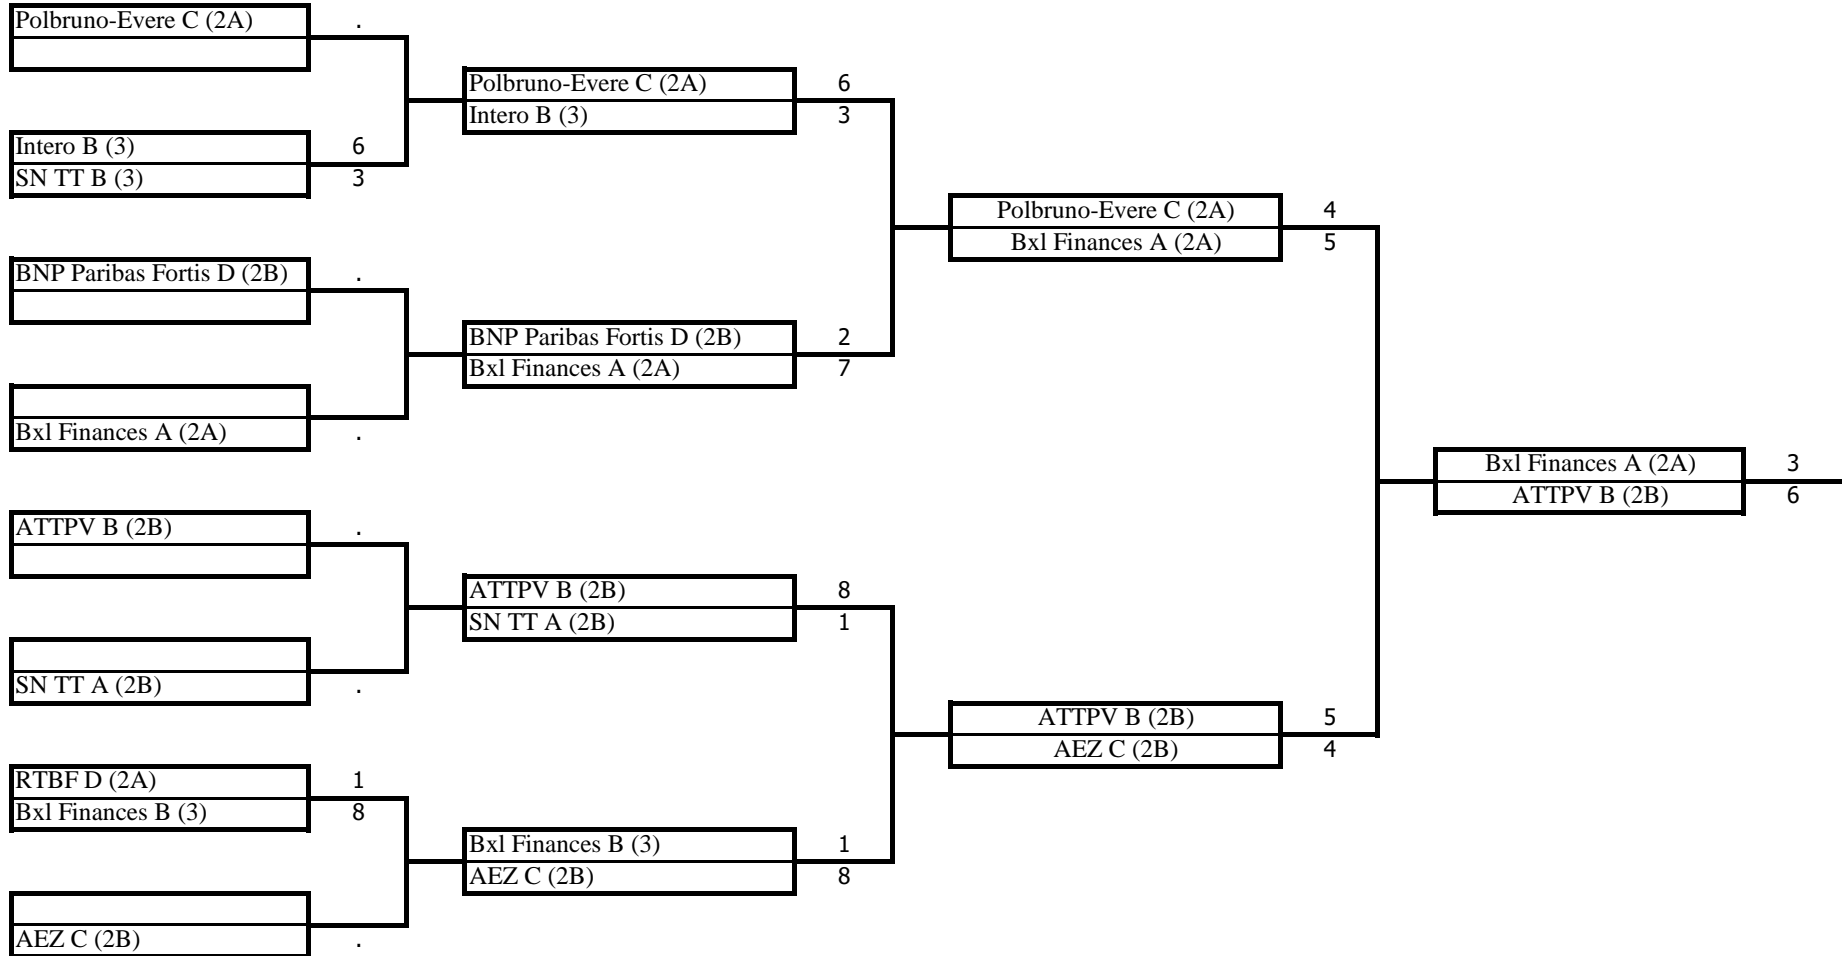 Polbruno-Evere C (2A) .
Intero B (3) 6
SN TT B (3) 3
BNP Paribas Fortis D (2B) .
Bxl Finances A (2A) .
ATTPV B (2B) .
SN TT A (2B) .
RTBF D (2A) 1
Bxl Finances B (3) 8
AEZ C (2B) .
Polbruno-Evere C (2A) 6
Intero B (3) 3
BNP Paribas Fortis D (2B) 2
Bxl Finances A (2A) 7
ATTPV B (2B) 8
SN TT A (2B) 1
Bxl Finances B (3) 1
AEZ C (2B) 8
Polbruno-Evere C (2A) 4
Bxl Finances A (2A) 5
ATTPV B (2B) 5
AEZ C (2B) 4
Bxl Finances A (2A) 3
ATTPV B (2B) 6